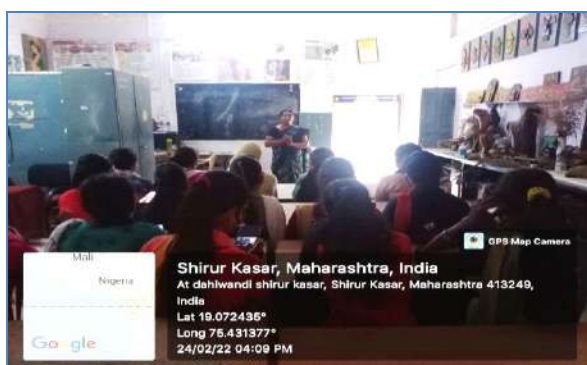 GPS Map Camera
Mali
Nigeria
Google
Shirur Kasar, Maharashtra, India
At dahiwandi shirur kasar, Shirur Kasar, Maharashtra 413249,
India
Lat 19.072435°
Long 75.431377°
24/02/22 04:09 PM